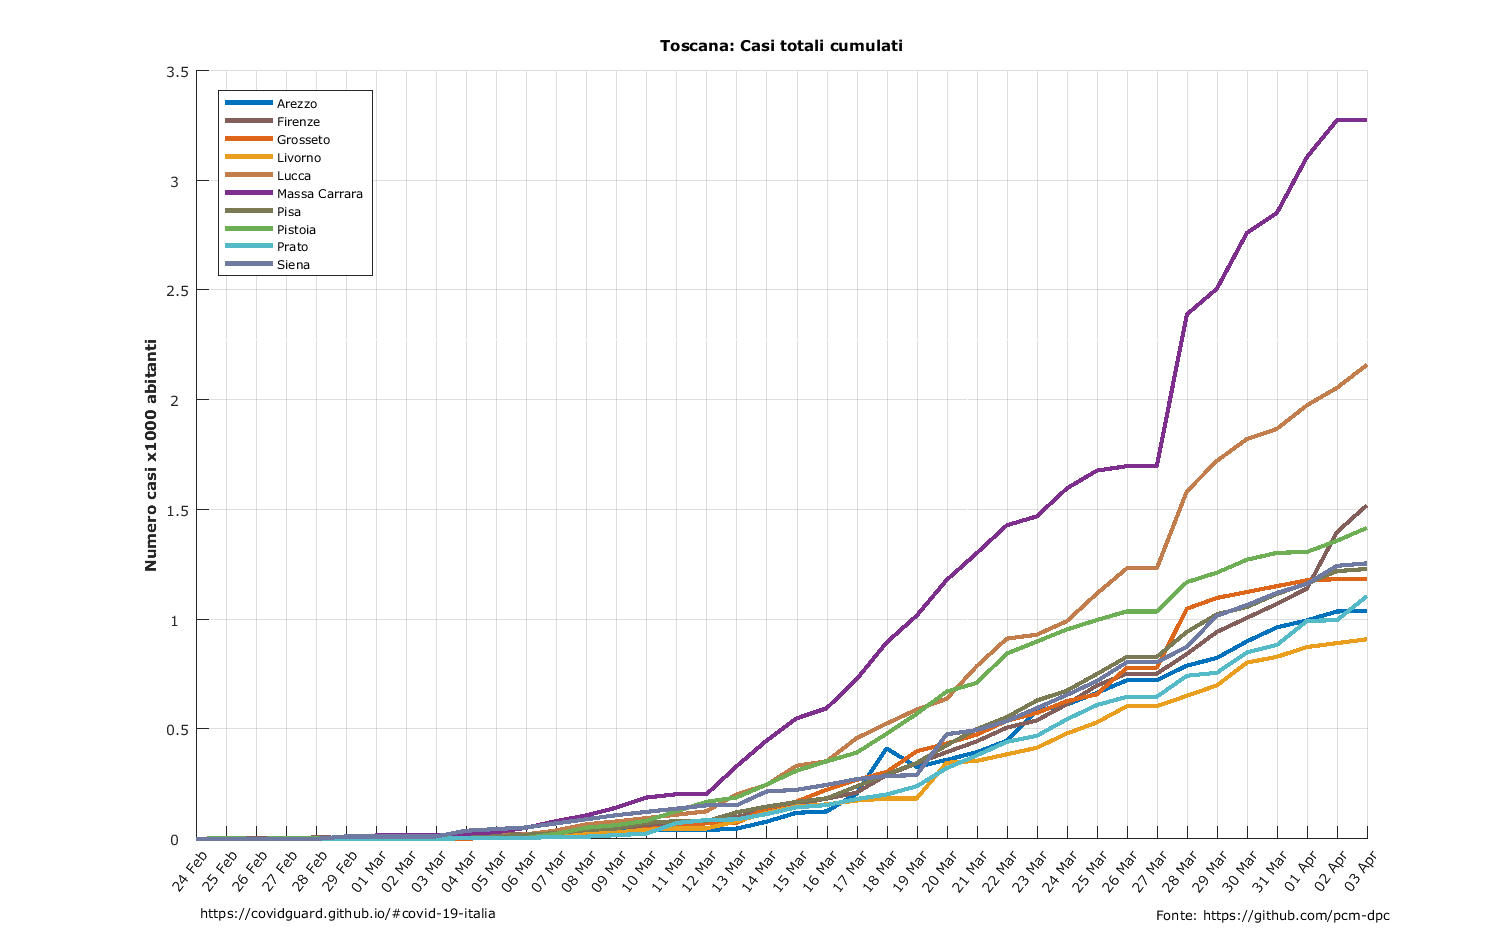 Toscana: Casi totali cumulati
3.5
3
2.5
2
1.5
1
0.5
0
Numero casi x1000 abitanti
Arezzo
Firenze
Grosseto
Livorno
Lucca
Massa Carrara
Pisa
Pistoia
Prato
Siena
24 Feb
25 Feb
26 Feb
27 Feb
28 Feb
29 Feb
01 Mar
02 Mar
03 Mar
04 Mar
05 Mar
06 Mar
07 Mar
08 Mar
09 Mar
10 Mar
11 Mar
12 Mar
13 Mar
14 Mar
15 Mar
16 Mar
17 Mar
18 Mar
19 Mar
20 Mar
21 Mar
22 Mar
23 Mar
24 Mar
25 Mar
26 Mar
27 Mar
28 Mar
29 Mar
30 Mar
31 Mar
01 Apr
02 Apr
03 Apr
https://covidguard.github.io/#covid-19-italia
Fonte: https://github.com/pcm-dpc